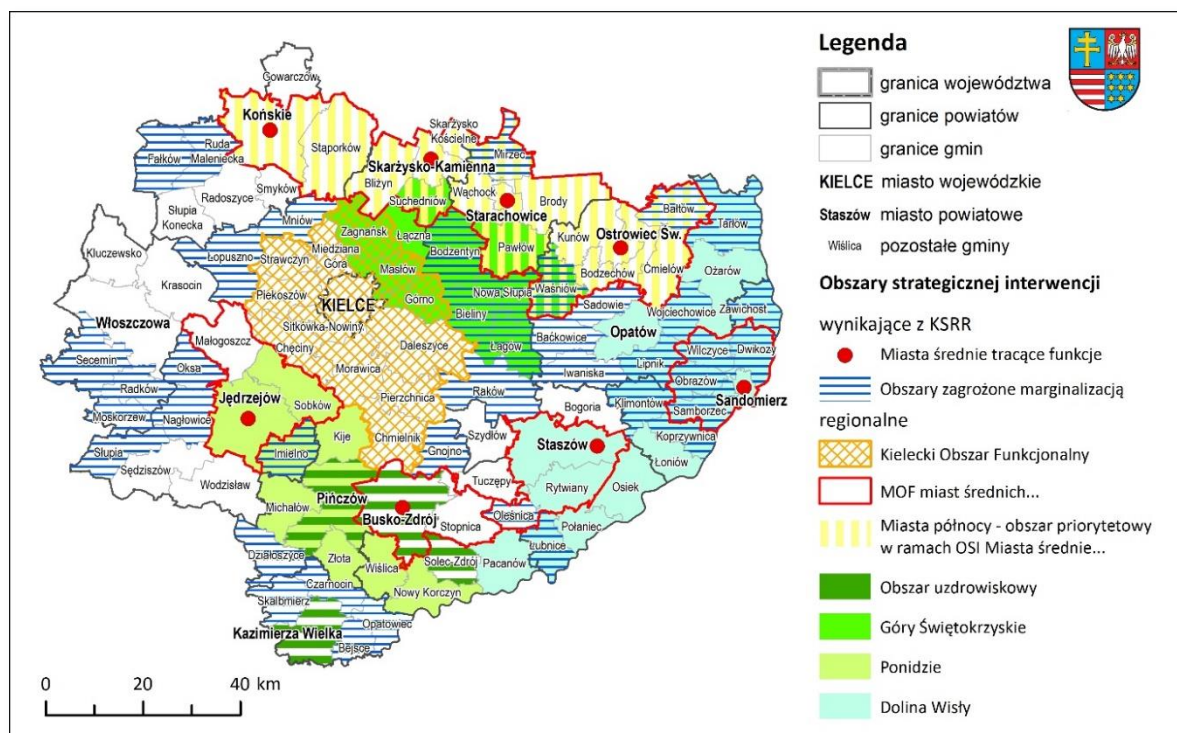 Gowarczów
Końskie
Stąporków
Skarżysko
Kościelne
Mirzec
Ruda
Maleniecka
Fałków
Skarżysko-Kamienna
Bliżyn
Smyków
Radoszyce
Suchedniów
Wąchock
Brody
Starachowice
Bałtów
Tarłów
Słupia
Konecka
Mniów
Zagnańsk
Łączna
Bodzentyn
Pawłów
Kunów
Ostrowiec Św.
Kluczewsko
Łopuszno
Strawczyn
Miedziana
Góra
Masłów
Bodzechów
Ćmielów
Ożarów
Krasocin
Piekoszów
KIELCE
Górno
Nowa Słupia
Waśniów
Sadowie
Wojciechowice
Zawichost
Włoszczowa
Małogoszcz
Sitkówka-Nowiny
Chęciny
Daleszyce
Bieliny
Łagów
Baćkowice
Opatów
Lipnik
Wilczyce
Dwikozy
Secemin
Oksa
Morawica
Iwaniska
Obrazów
Radków
Jędrzejów
Sobków
Pierzchnica
Raków
Klimontów
Sandomierz
Moskorzew
Nagłowice
Bogoria
Samborzec
Chmielnik
Szydłów
Koprzywnica
Słupia
Imielno
Kije
Gnojno
Staszów
Łoniów
Sędziszów
Wodzisław
Tuczępy
Rytwiany
Osiek
Michałów
Pińczów
Busko-Zdrój
Stopnica
Oleśnica
Połaniec
Działoszyce
Złota
Wiślica
Solec-Zdrój
Pacanów
Łubnice
Czarnocin
Skalbmierz
Nowy Korczyn
Opatowiec
Kazimierza Wielka
Bejsce
0 20 40 km
Legenda
granica województwa
granice powiatów
granice gmin
KIELCE miasto wojewódzkie
Staszów miasto powiatowe
Wiślica pozostałe gminy
Obszary strategicznej interwencji
wynikające z KSRR
Miasta średnie tracące funkcje
Obszary zagrożone marginalizacją
regionalne
Kielecki Obszar Funkcjonalny
MOF miast średnich...
Miasta północy - obszar priorytetowy
w ramach OSI Miasta średnie...
Obszar uzdrowiskowy
Góry Świętokrzyskie
Ponidzie
Dolina Wisły